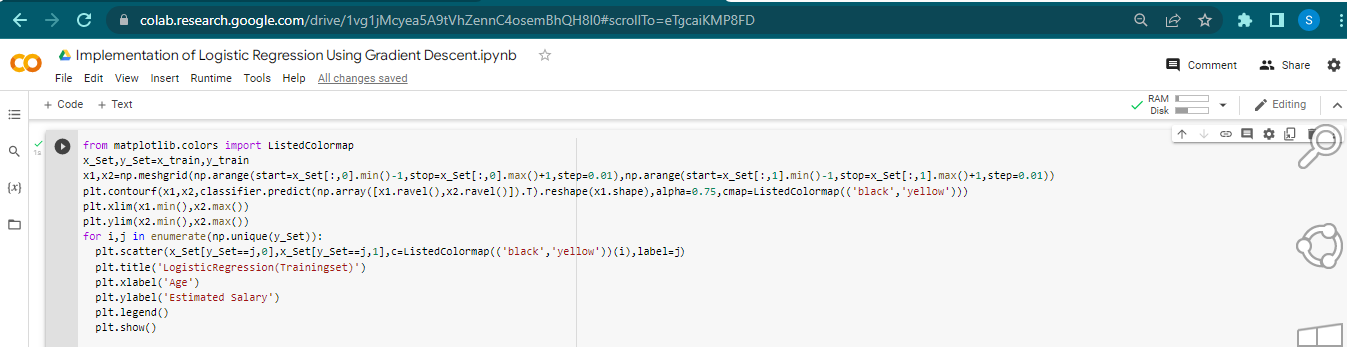 colab.research.google.com/drive/1vg1jMcyea5A9tVhZennC4osemBhQH8l0#scrollTo=eTgcaiKMP8FD
S
Implementation of Logistic Regression Using Gradient Descent.ipynb
File Edit View Insert Runtime Tools Help All changes saved
Comment Share
+ Code + Text
RAM
Disk
Editing
from matplotlib.colors import ListedColormap
x_Set,y_Set=x_train,y_train
x1,x2=np.meshgrid(np.arange(start=x_Set[:,0].min()-1,stop=x_Set[:,0].max()+1,step=0.01),np.arange(start=x_Set[:,1].min()-1,stop=x_Set[:,1].max()+1,step=0.01))
plt.contourf(x1,x2,classifier.predict(np.array([x1.ravel(),x2.ravel()]).T).reshape(x1.shape),alpha=0.75,cmap=ListedColormap(('black','yellow')))
plt.xlim(x1.min(),x2.max())
plt.ylim(x2.min(),x2.max())
for i,j in enumerate(np.unique(y_Set)):
  plt.scatter(x_Set[y_Set==j,0],x_Set[y_Set==j,1],c=ListedColormap(('black','yellow'))(i),label=j)
  plt.title('LogisticRegression(Trainingset)')
  plt.xlabel('Age')
  plt.ylabel('Estimated Salary')
  plt.legend()
  plt.show()
1s
{x}